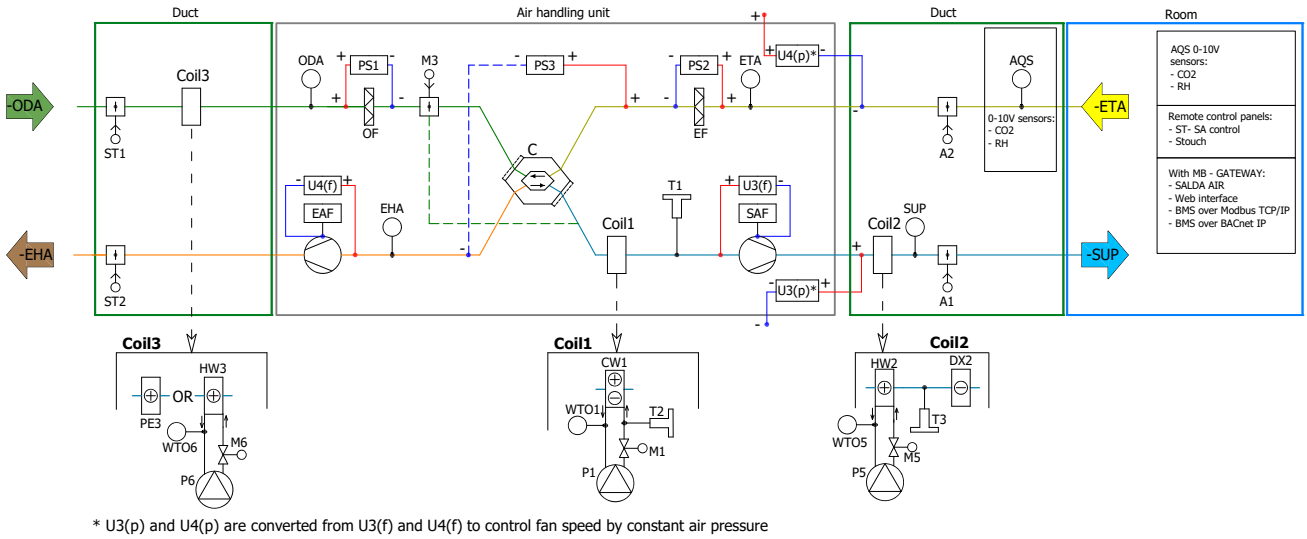 Duct
Air handling unit
Duct
Room
-ODA
ST1
Coil3
ODA
+
PS1
-
+
-
OF
M3
-
PS3
+
+
-
PS2
+
-
+
EF
ETA
+
+
U4(p)*
-
-
A2
AQS
0-10V sensors:
- CO2
- RH
-ETA
AQS 0-10V
sensors:
- CO2
- RH
Remote control panels:
- ST- SA control
- Stouch
With MB - GATEWAY:
- SALDA AIR
- Web interface
- BMS over Modbus TCP/IP
- BMS over BACnet IP
C
-EHA
ST2
-
U4(f)
+
EAF
EHA
-
Coil1
T1
+
U3(f)
-
SAF
+
-
U3(p)*
+
-
Coil2
SUP
A1
-SUP
Coil3
HW3
OR
PE3
WTO6
M6
P6
Coil1
CW1
WTO1
T2
M1
P1
Coil2
HW2
DX2
T3
WTO5
M5
P5
* U3(p) and U4(p) are converted from U3(f) and U4(f) to control fan speed by constant air pressure